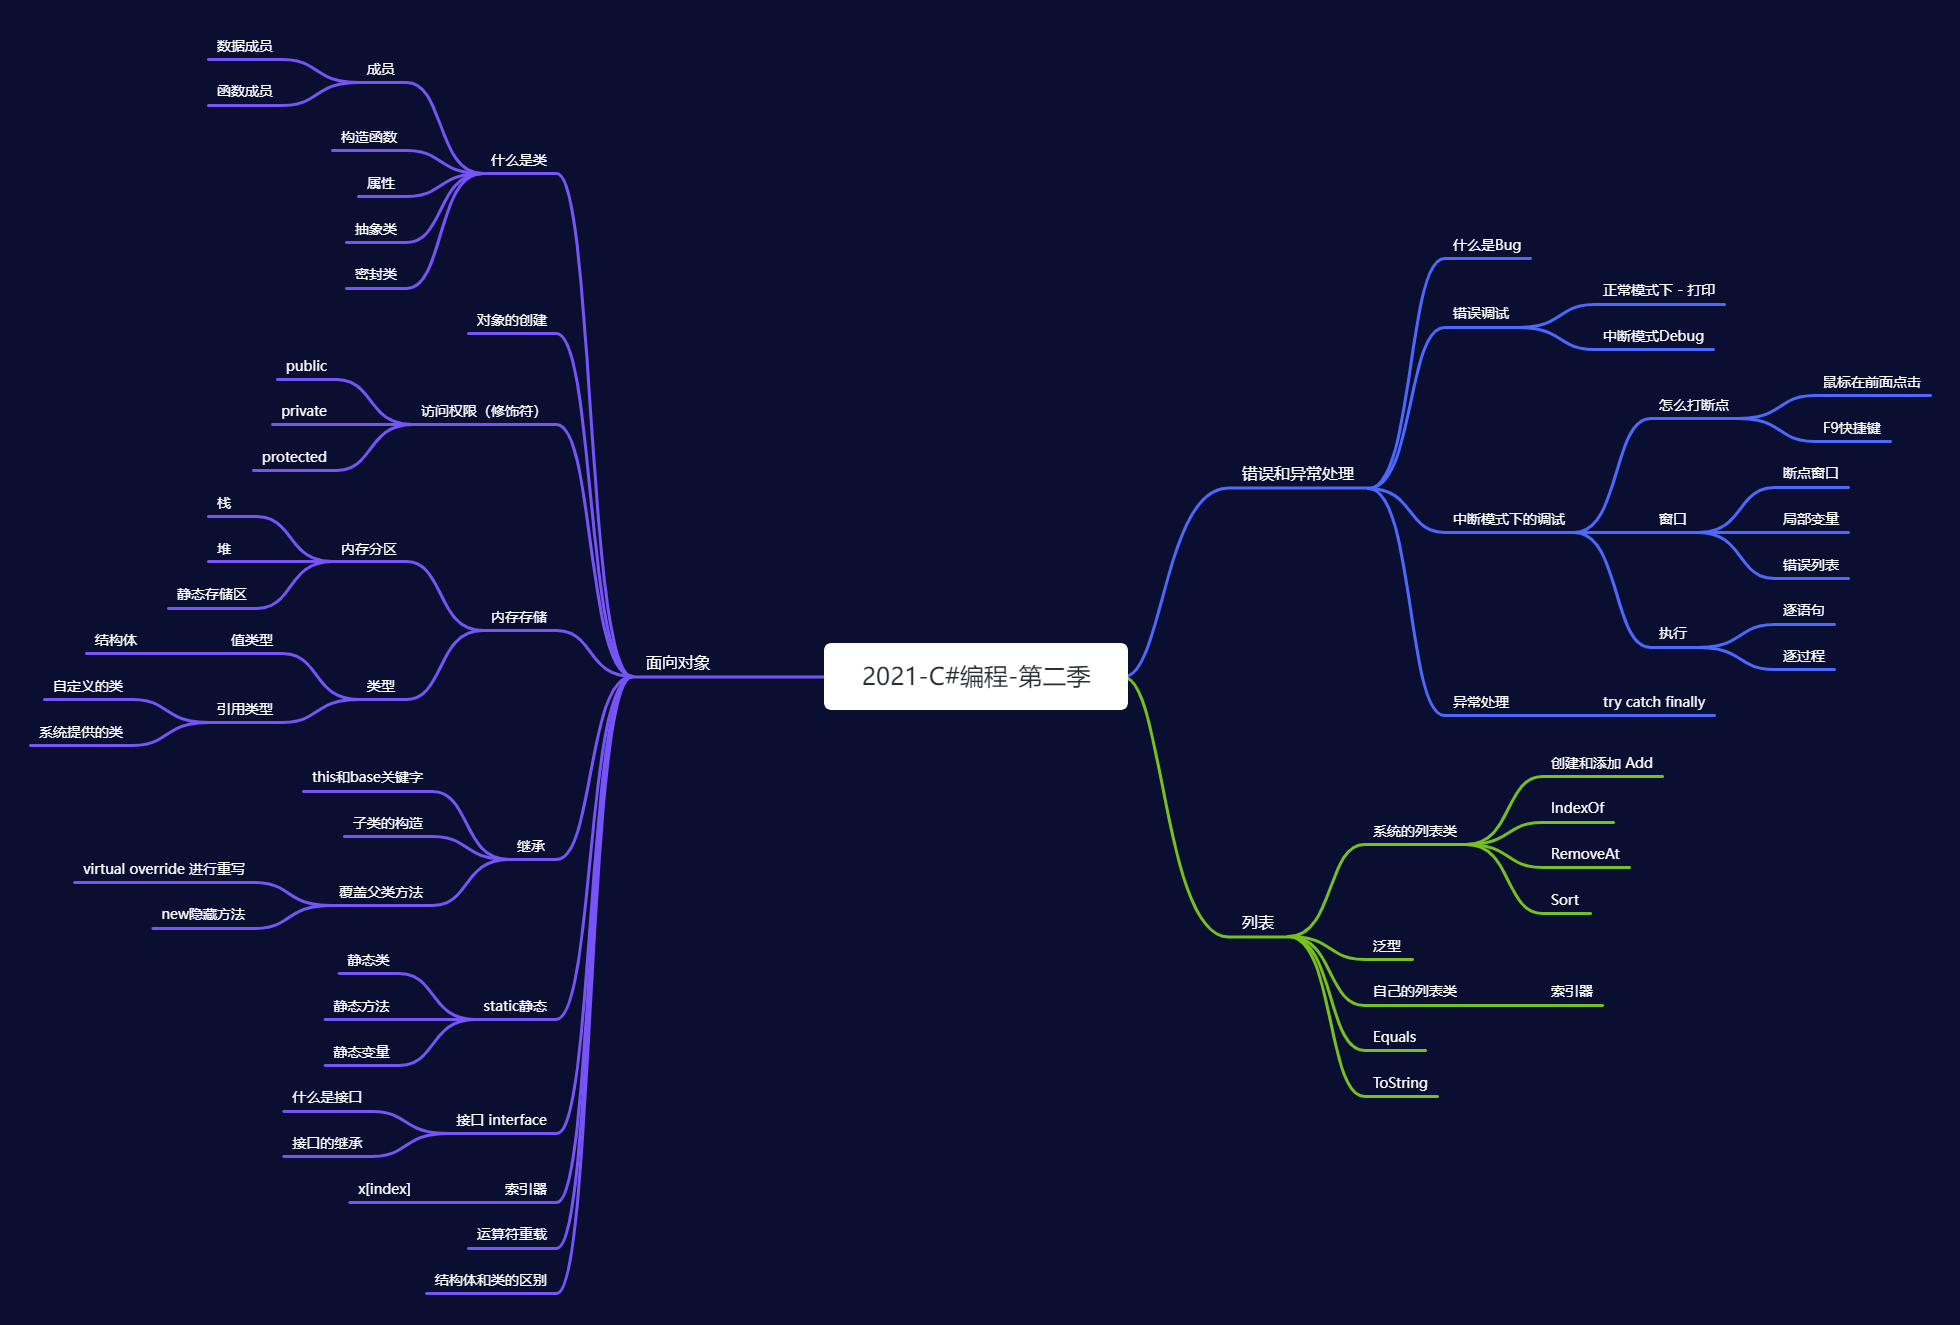 2021-C#编程-第二季
错误和异常处理
什么是Bug
错误调试
正常模式下 - 打印
中断模式Debug
中断模式下的调试
怎么打断点
鼠标在前面点击
F9快捷键
窗口
断点窗口
局部变量
错误列表
执行
逐语句
逐过程
异常处理
try catch finally
列表
系统的列表类
创建和添加 Add
IndexOf
RemoveAt
Sort
泛型
自己的列表类
索引器
Equals
ToString
面向对象
什么是类
成员
数据成员
函数成员
构造函数
属性
抽象类
密封类
对象的创建
访问权限（修饰符）
public
private
protected
内存存储
内存分区
栈
堆
静态存储区
类型
值类型
结构体
引用类型
自定义的类
系统提供的类
继承
this和base关键字
子类的构造
覆盖父类方法
virtual override 进行重写
new隐藏方法
static静态
静态类
静态方法
静态变量
接口 interface
什么是接口
接口的继承
索引器
x[index]
运算符重载
结构体和类的区别